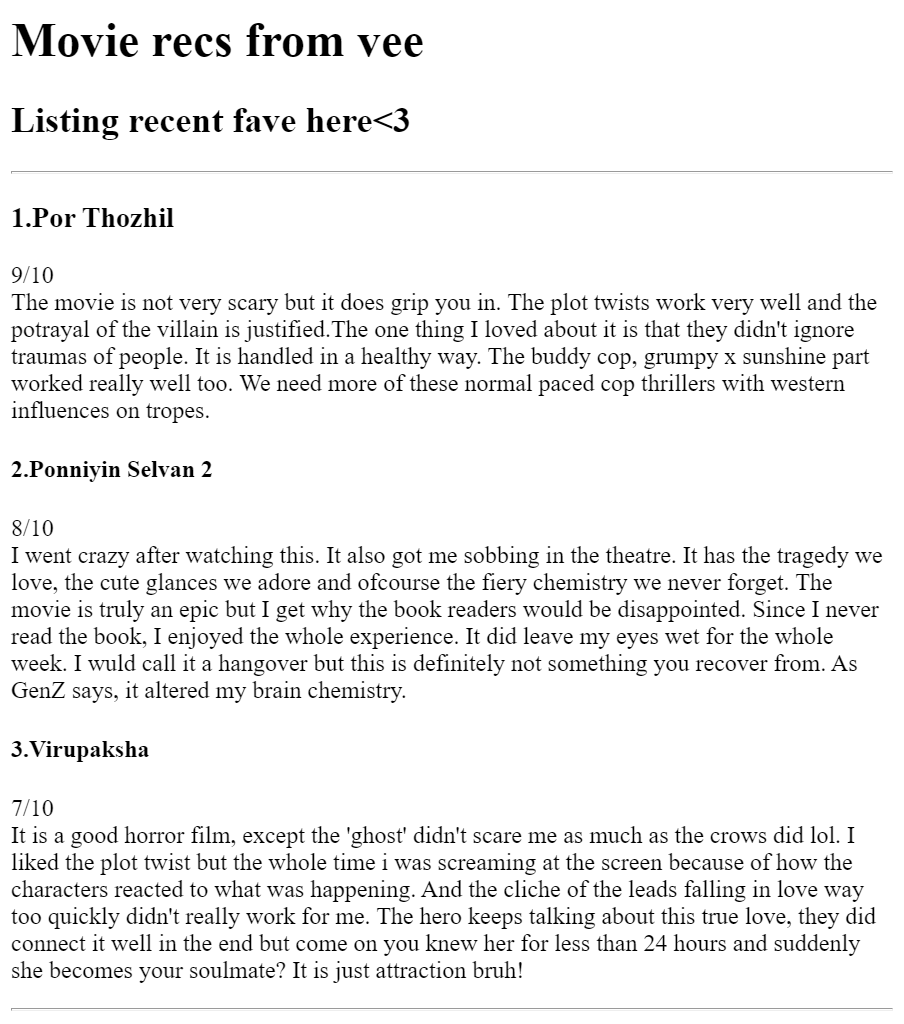 Movie recs from vee
Listing recent fave here<3
1.Por Thozhil
9/10
The movie is not very scary but it does grip you in. The plot twists work very well and the
potrayal of the villain is justified.The one thing I loved about it is that they didn't ignore
traumas of people. It is handled in a healthy way. The buddy cop, grumpy x sunshine part
worked really well too. We need more of these normal paced cop thrillers with western
influences on tropes.
2.Ponniyin Selvan 2
8/10
I went crazy after watching this. It also got me sobbing in the theatre. It has the tragedy we
love, the cute glances we adore and ofcourse the fiery chemistry we never forget. The
movie is truly an epic but I get why the book readers would be disappointed. Since I never
read the book, I enjoyed the whole experience. It did leave my eyes wet for the whole
week. I wuld call it a hangover but this is definitely not something you recover from. As
GenZ says, it altered my brain chemistry.
3.Virupaksha
7/10
It is a good horror film, except the 'ghost' didn't scare me as much as the crows did lol. I
liked the plot twist but the whole time i was screaming at the screen because of how the
characters reacted to what was happening. And the cliche of the leads falling in love way
too quickly didn't really work for me. The hero keeps talking about this true love, they did
connect it well in the end but come on you knew her for less than 24 hours and suddenly
she becomes your soulmate? It is just attraction bruh!